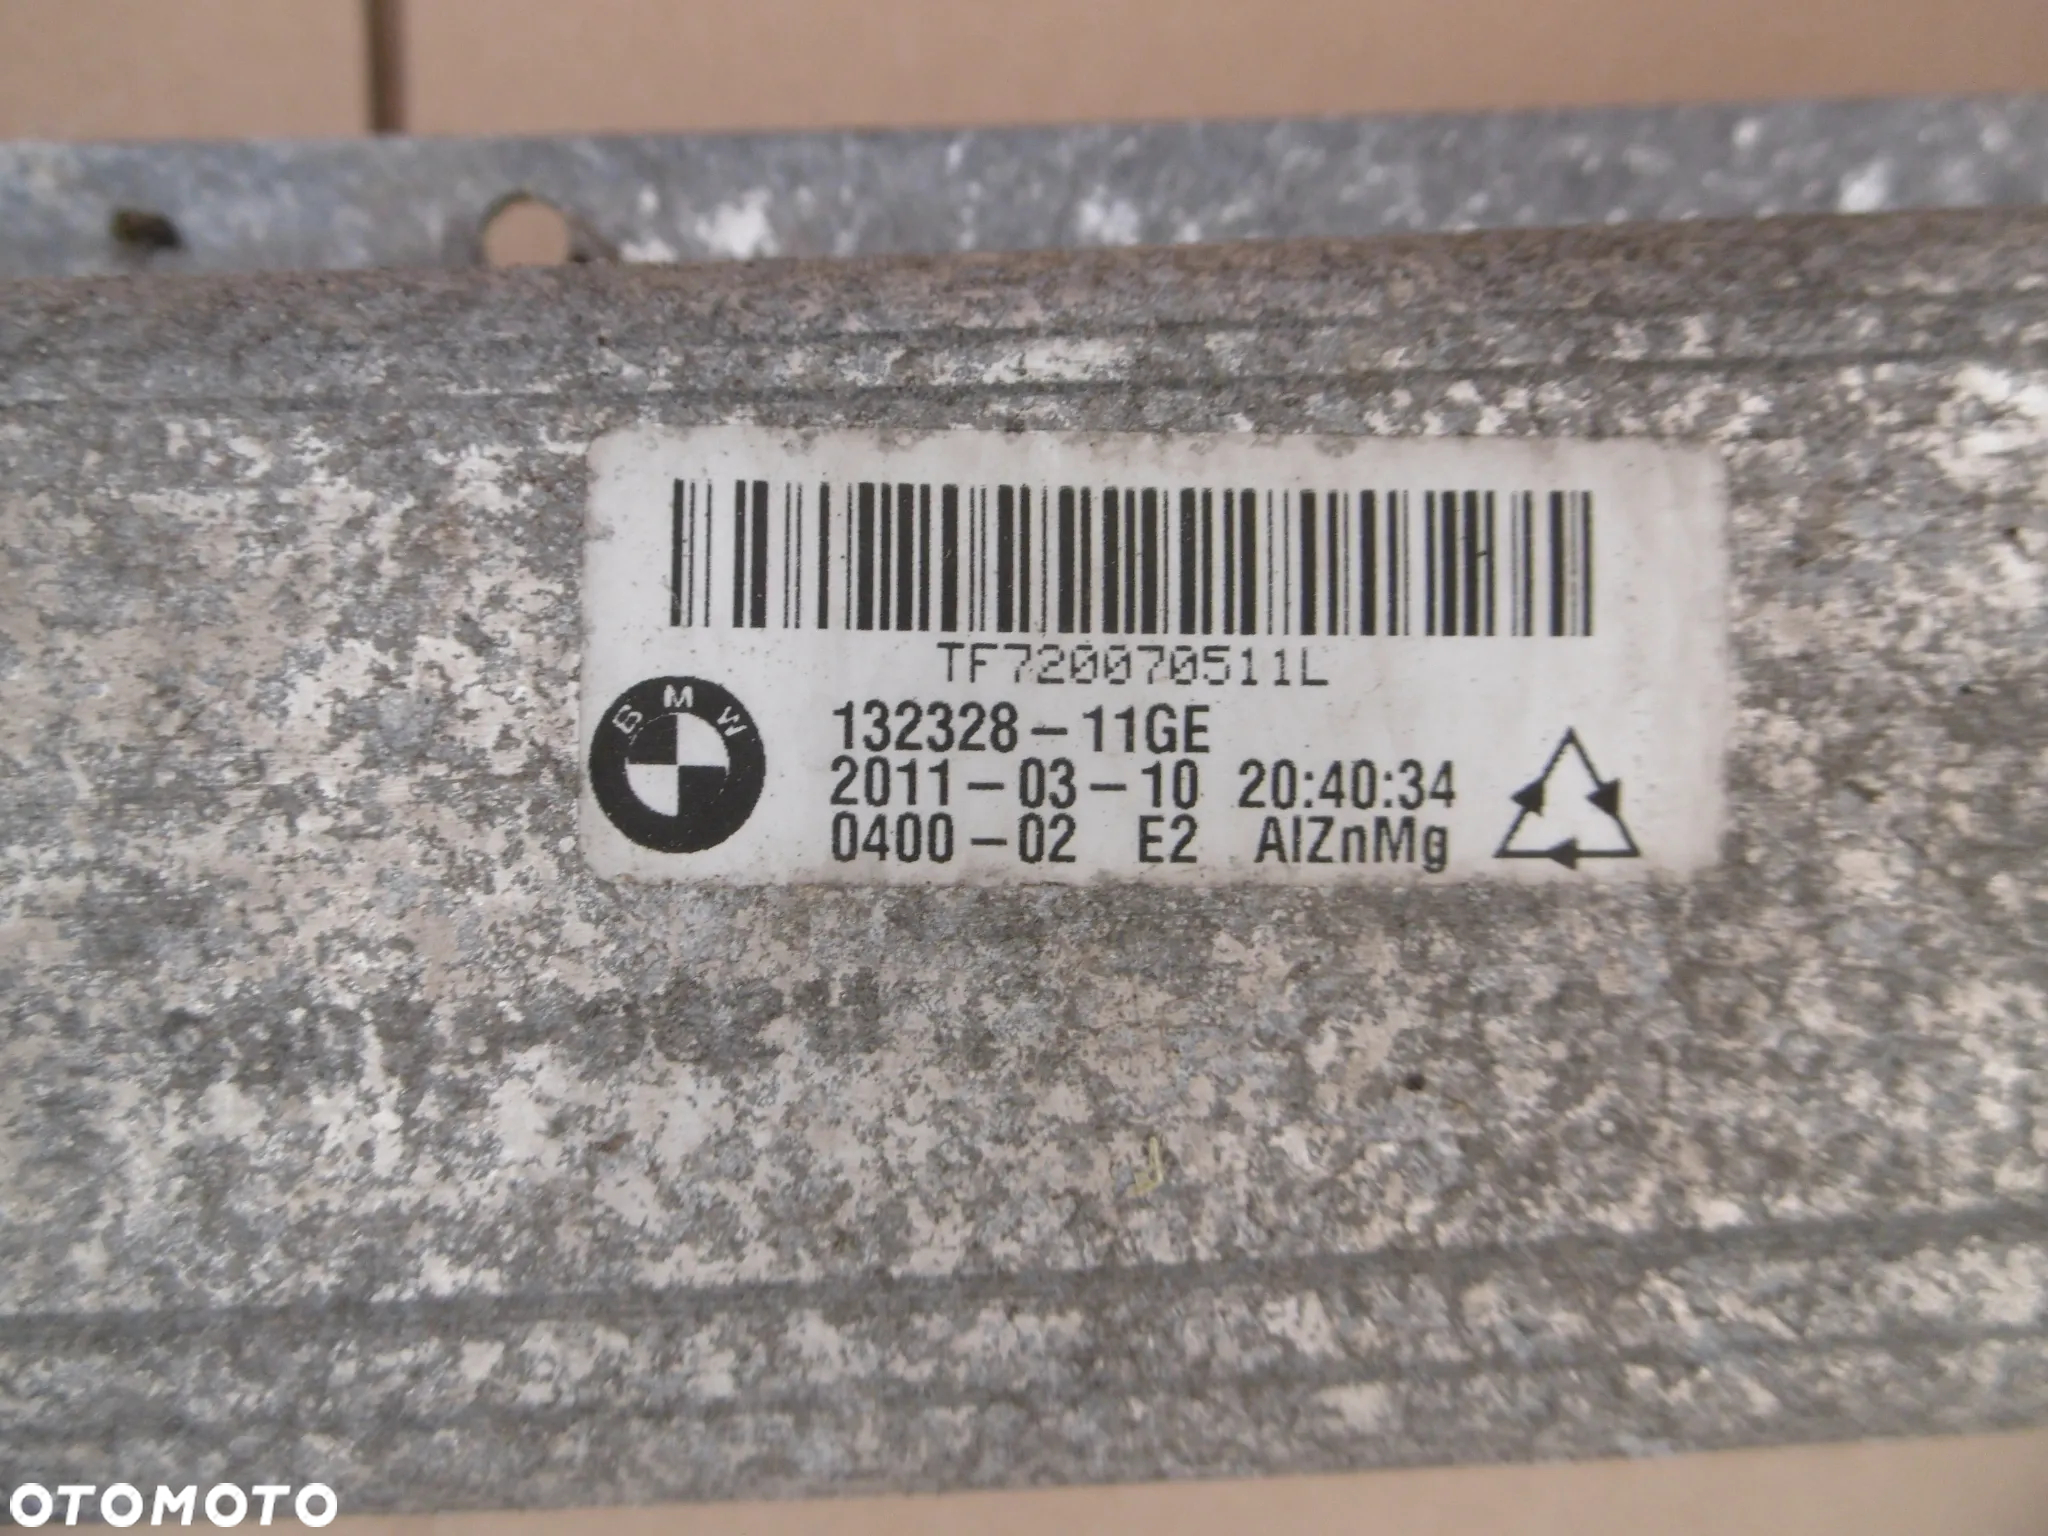 TF720070511L
BMW
132328-11GE
2011-03-10 20:40:34
0400-02 E2 AlZnMg
OTOMOTO